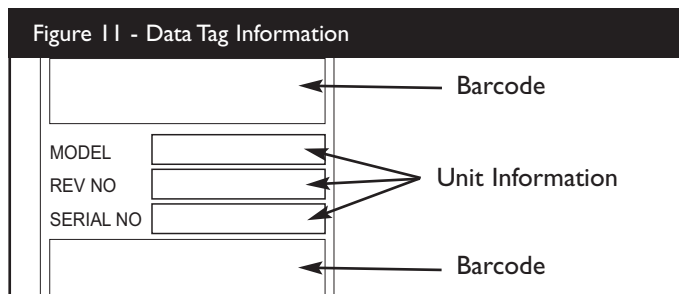 Figure 11 - Data Tag Information
Barcode
MODEL
REV NO
Unit Information
SERIAL NO
Barcode